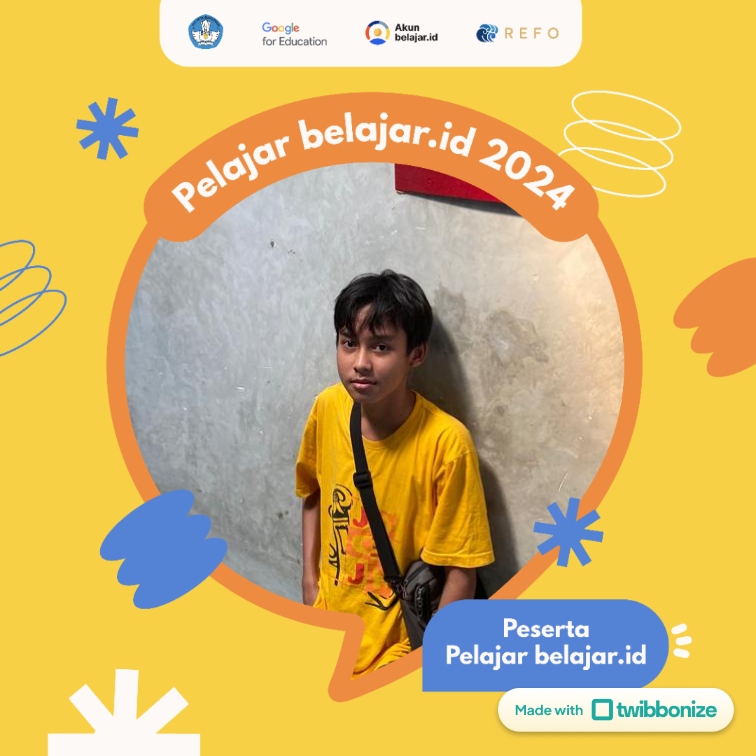 Google
for Education
Akun
belajar.id
REFO
Pelajar belajar.id 2024
Peserta
Pelajar belajar.id
Made with twibbonize